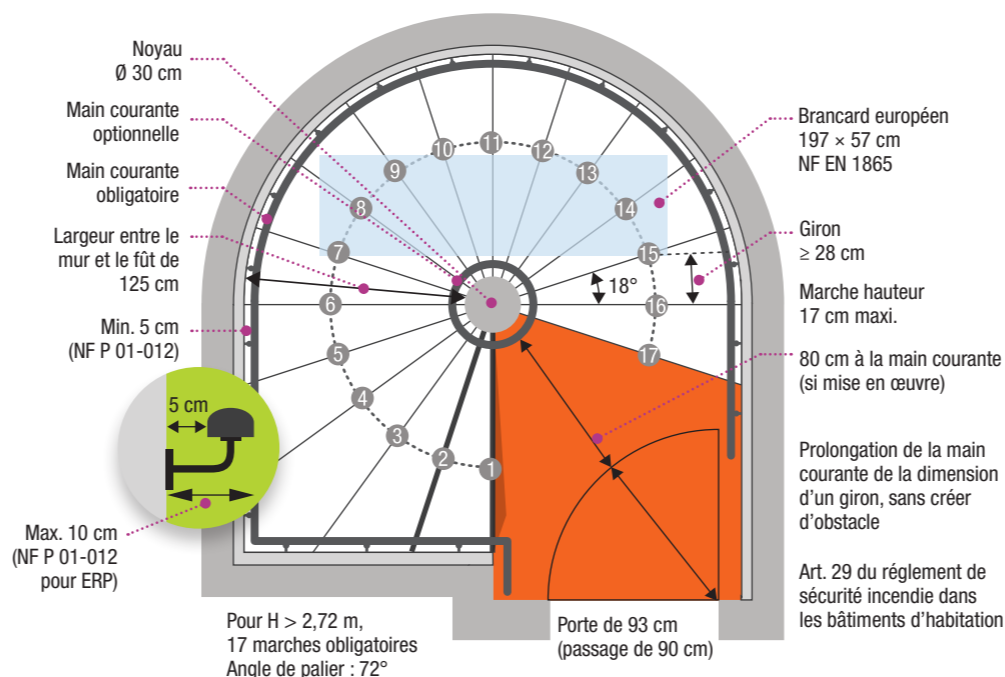 Noyau
Ø 30 cm
Main courante
optionnelle
Main courante
obligatoire
Largeur entre le
mur et le fût de
125 cm
Min. 5 cm
(NF P 01-012)
5 cm
Max. 10 cm
(NF P 01-012
pour ERP)
1
2
3
4
5
6
7
8
9
10
11
12
13
14
15
16
17
18°
Pour H > 2,72 m,
17 marches obligatoires
Angle de palier : 72°
Porte de 93 cm
(passage de 90 cm)
Brancard européen
197 × 57 cm
NF EN 1865
Giron
≥ 28 cm
Marche hauteur
17 cm maxi.
80 cm à la main courante
(si mise en œuvre)
Prolongation de la main
courante de la dimension
d’un giron, sans créer
d’obstacle
Art. 29 du réglement de
sécurité incendie dans
les bâtiments d’habitation